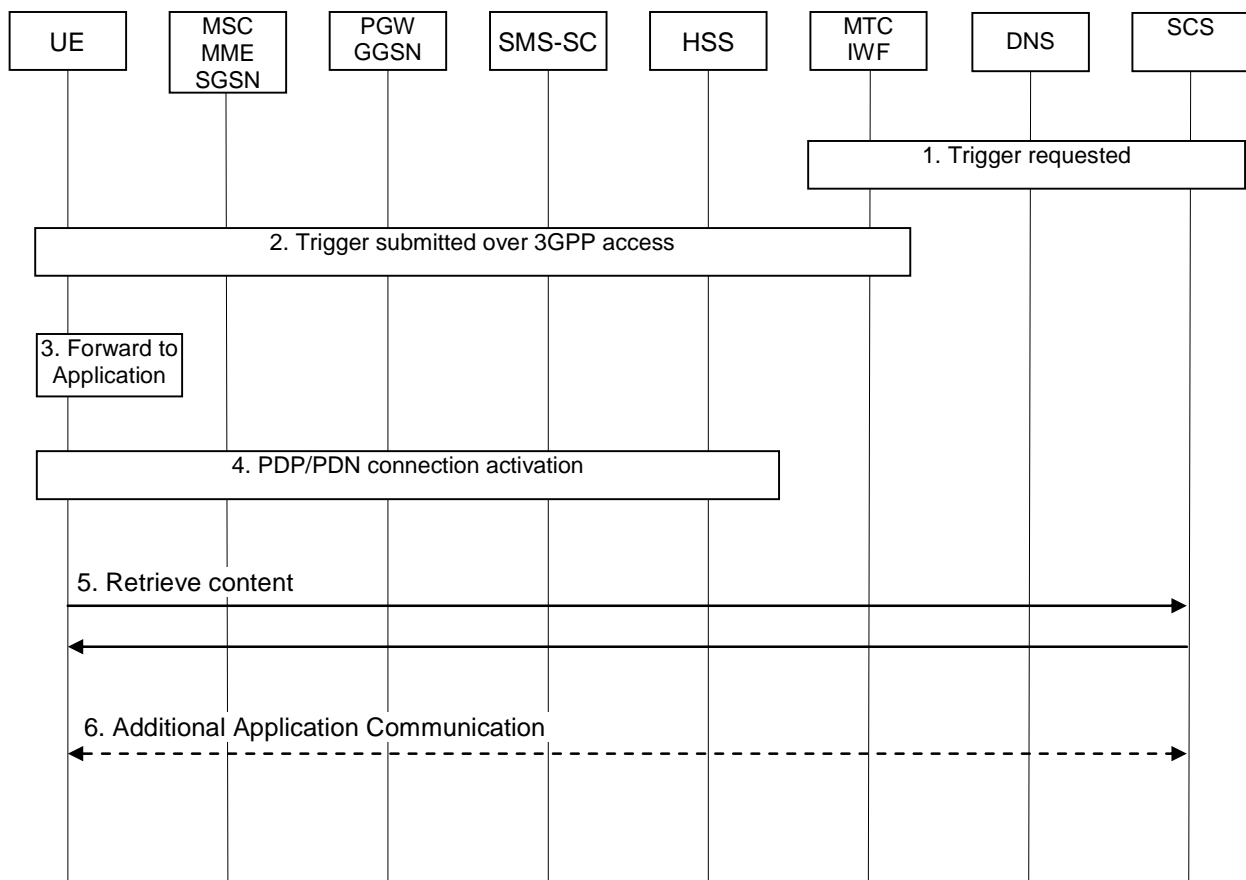 UE
MSC
MME
SGSN
PGW
GGSN
SMS-SC
HSS
MTC
IWF
DNS
SCS
1. Trigger requested
2. Trigger submitted over 3GPP access
3. Forward to
Application
4. PDP/PDN connection activation
5. Retrieve content
6. Additional Application Communication